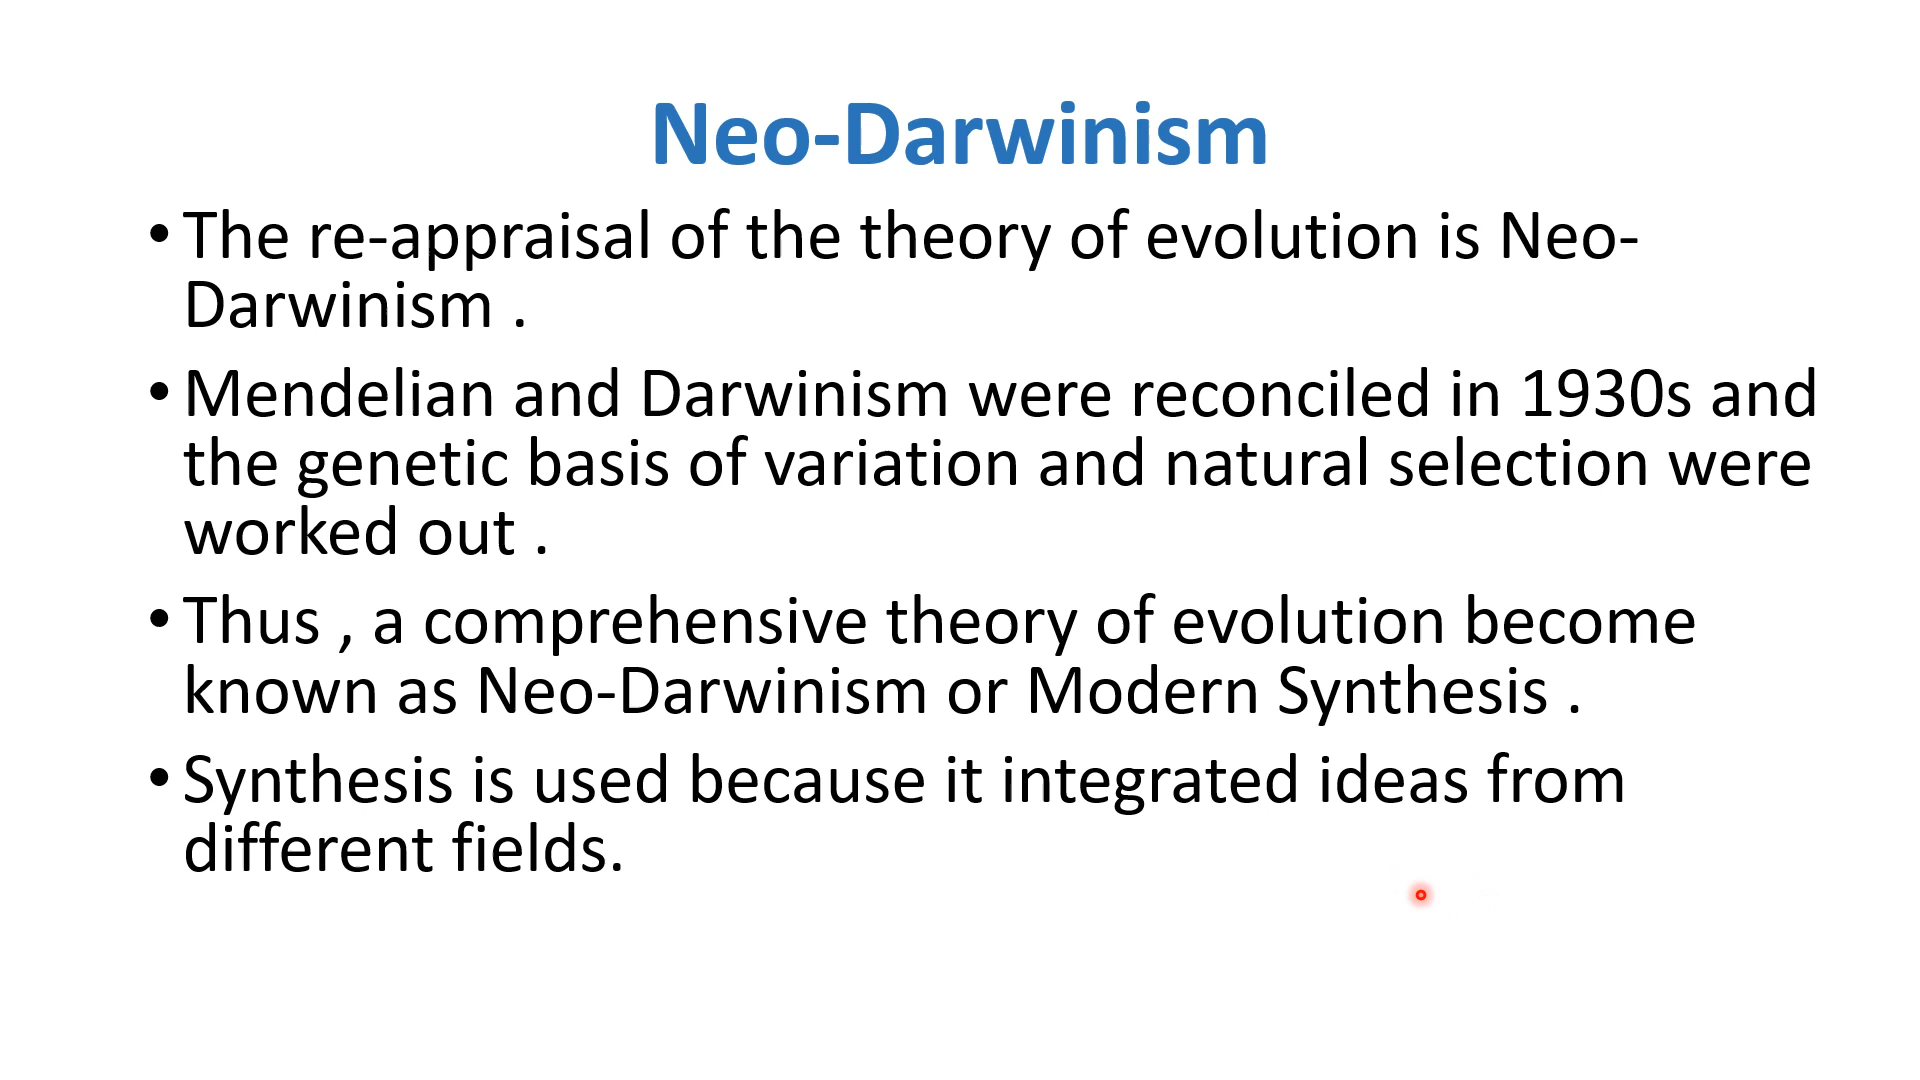 Neo-Darwinism
• The re-appraisal of the theory of evolution is Neo-
Darwinism .
• Mendelian and Darwinism were reconciled in 1930s and
the genetic basis of variation and natural selection were
worked out .
• Thus , a comprehensive theory of evolution become
known as Neo-Darwinism or Modern Synthesis .
• Synthesis is used because it integrated ideas from
different fields.